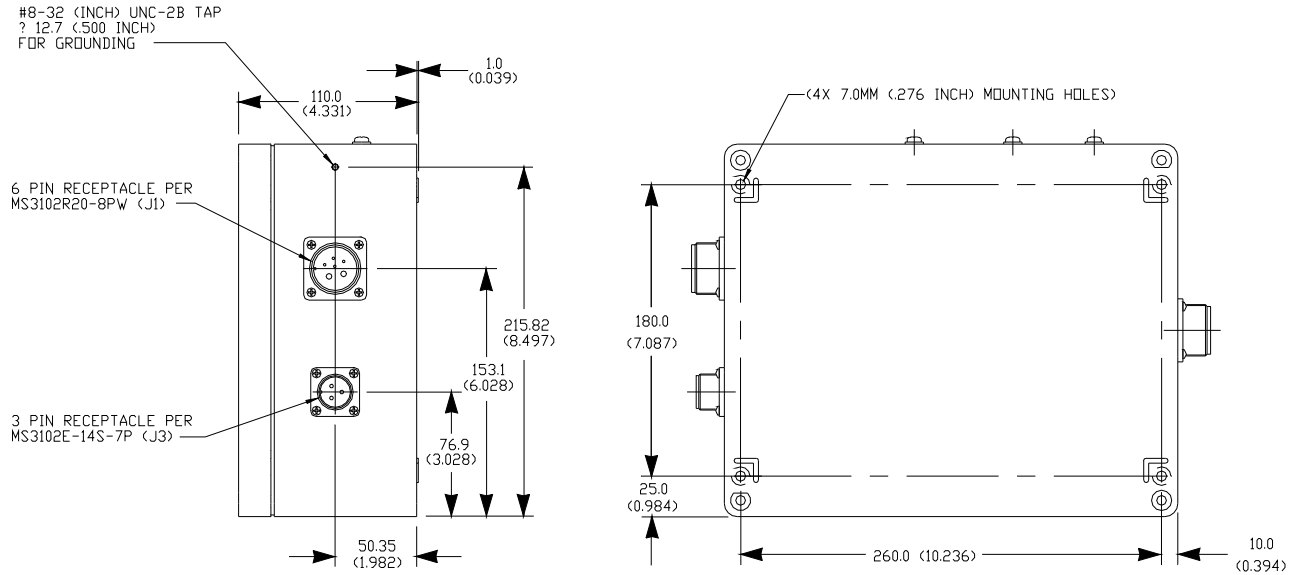 #8-32 (INCH) UNC-2B TAP
? 12.7 (.500 INCH)
FOR GROUNDING
1.0
(0.039)
110.0
(4.331)
(4X 7.0MM (.276 INCH) MOUNTING HOLES)
6 PIN RECEPTACLE PER
MS3102R20-8PW (J1)
215.82
(8.497)
180.0
(7.087)
153.1
(6.028)
3 PIN RECEPTACLE PER
MS3102E-14S-7P (J3)
76.9
(3.028)
25.0
(0.984)
50.35
(1.982)
260.0 (10.236)
10.0
(0.394)